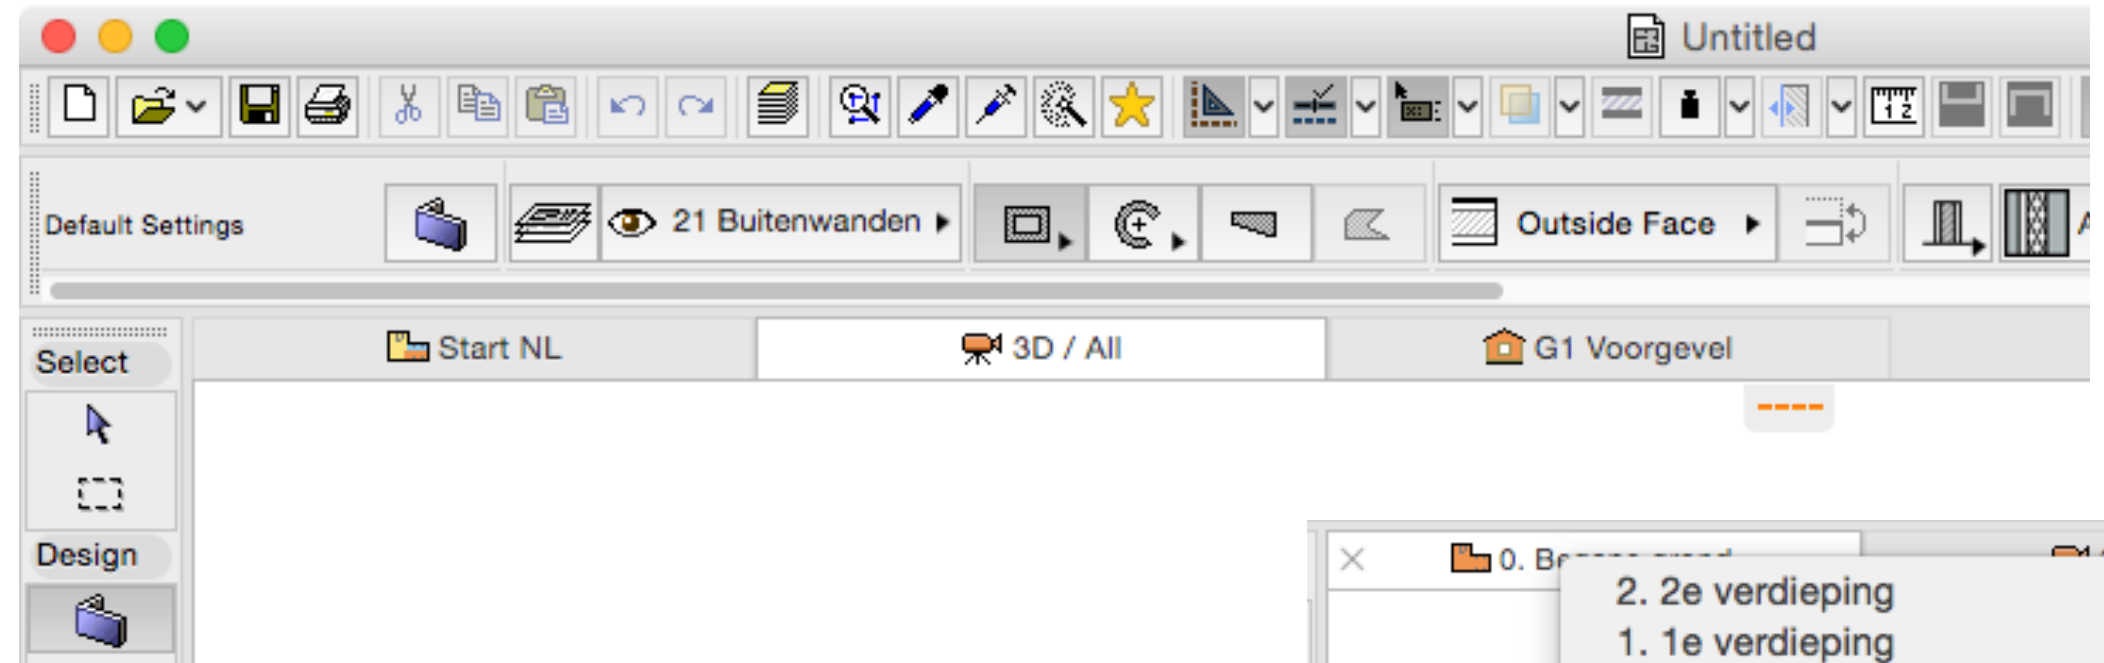 Untitled
Default Settings
21 Buitenwanden
Outside Face
Start NL
3D / All
G1 Voorgevel
Select
Design
0.
2. 2e verdieping
1. 1e verdieping